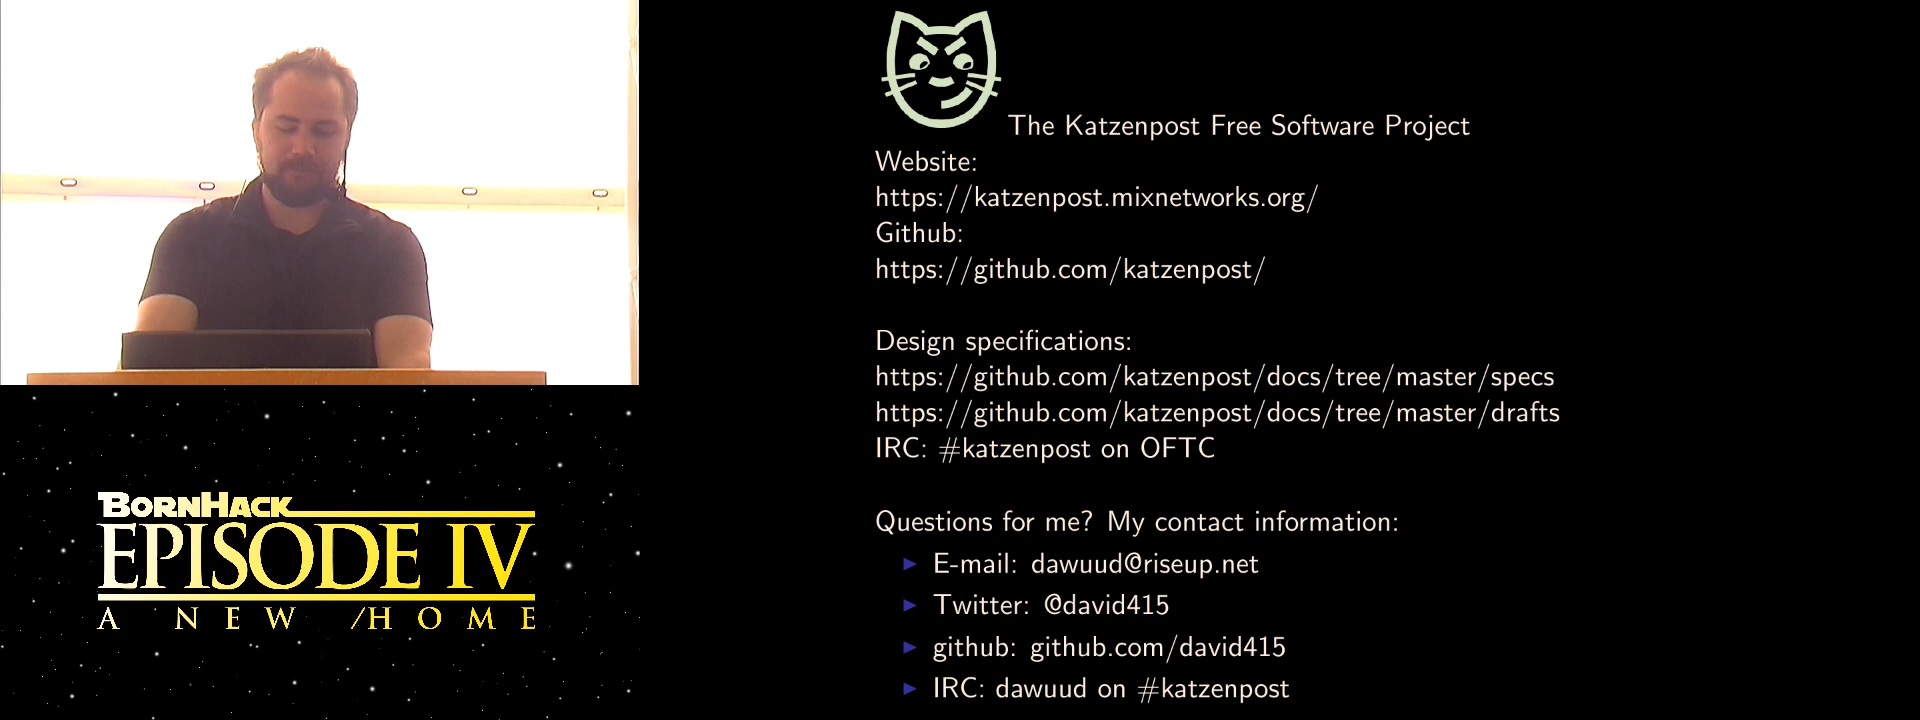 The Katzenpost Free Software Project
Website:
https://katzenpost.mixnetworks.org/
Github:
https://github.com/katzenpost/
Design specifications:
https://github.com/katzenpost/docs/tree/master/specs
https://github.com/katzenpost/docs/tree/master/drafts
IRC: #katzenpost on OFTC
Questions for me? My contact information:
E-mail: dawuud@riseup.net
Twitter: @david415
github: github.com/david415
IRC: dawuud on #katzenpost
BORNHACK
EPISODE IV
A NEW /HOME